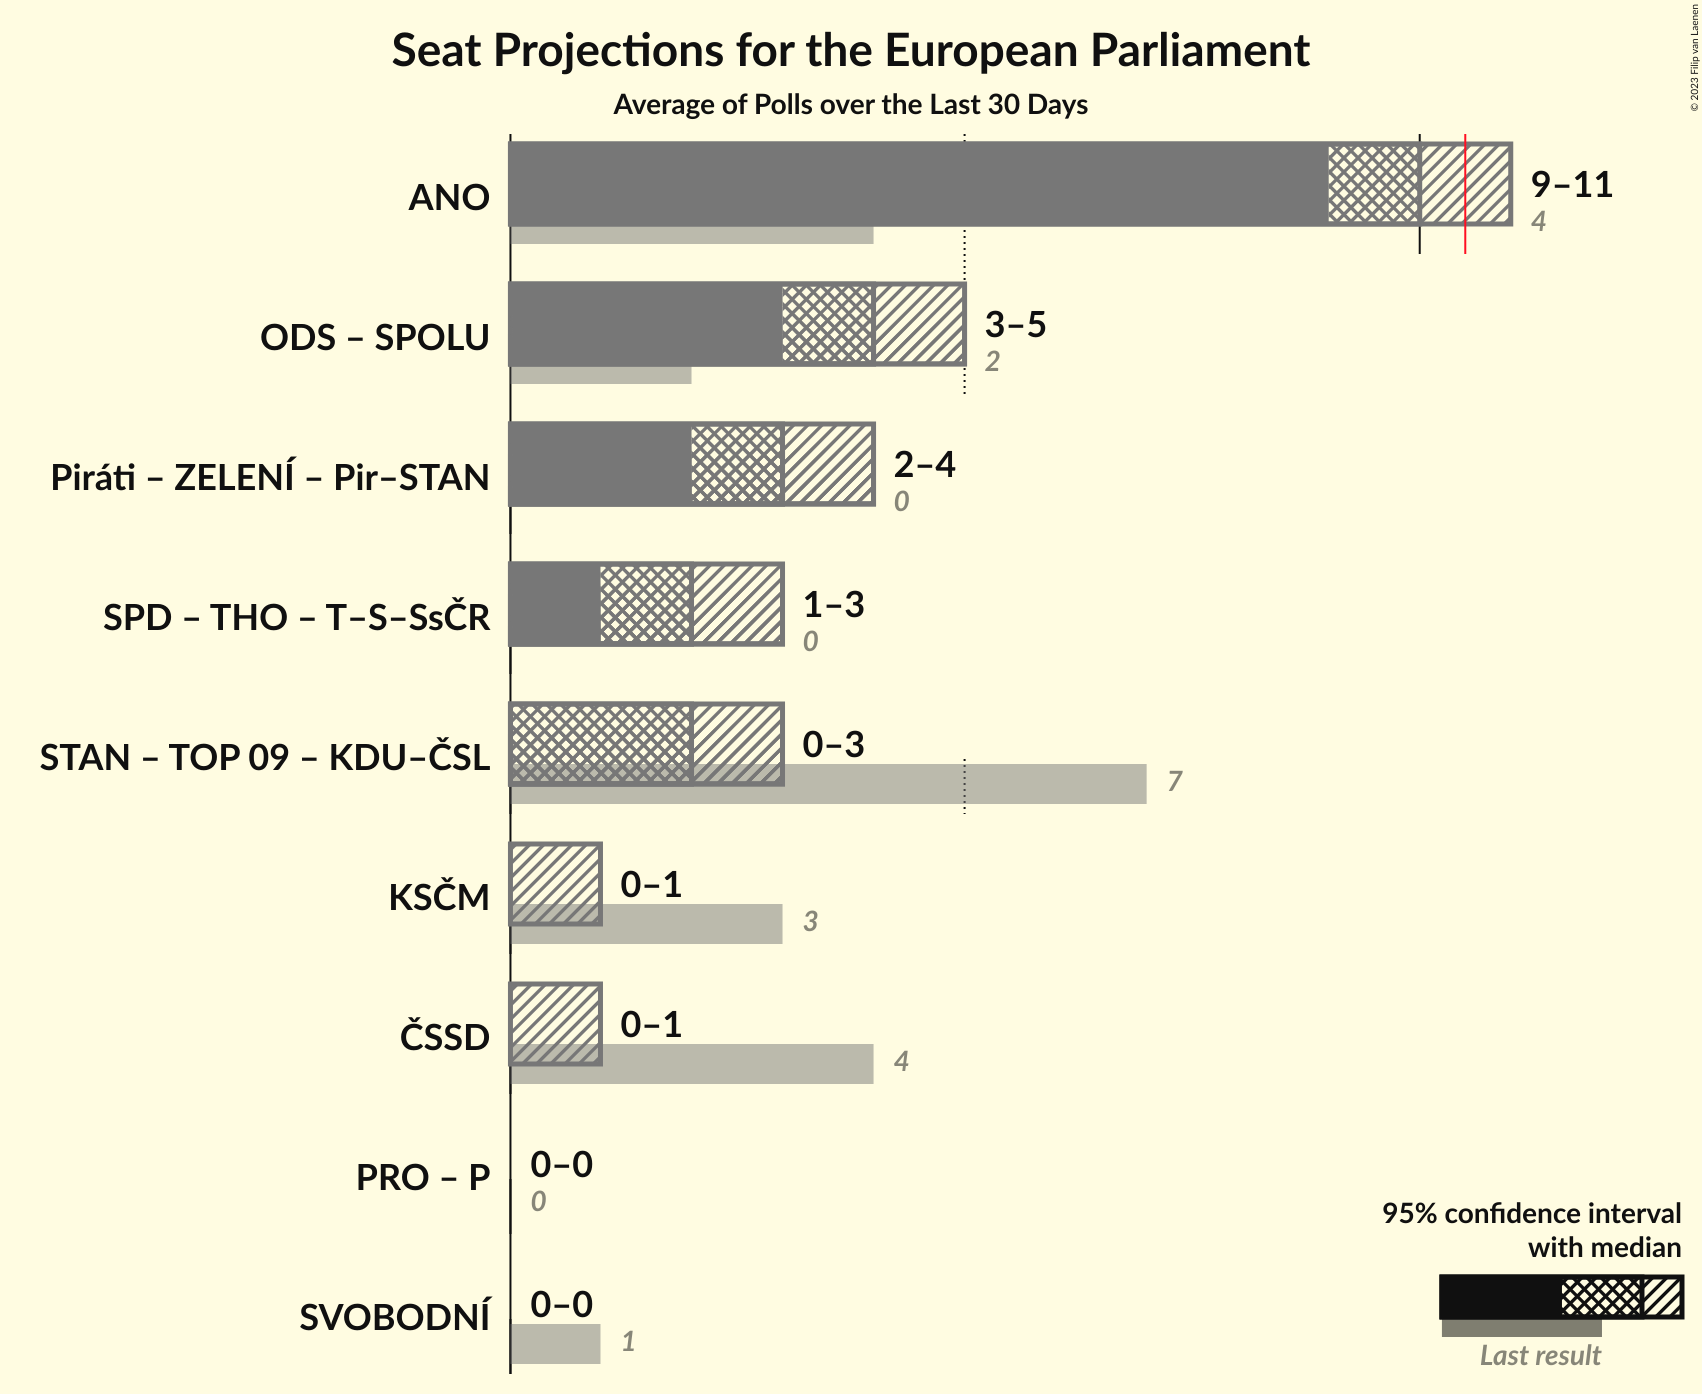 Seat Projections for the European Parliament
Average of Polls over the Last 30 Days
© 2023 Filip van Laenen
ANO
9–11
4
ODS – SPOLU
3–5
2
Piráti – ZELENÍ – Pir–STAN
2–4
0
SPD – THO – T–S–SsČR
1–3
0
STAN – TOP 09 – KDU–ČSL
0–3
7
KSČM
0–1
3
ČSSD
0–1
4
PRO – P
0–0
0
SVOBODNÍ
0–0
1
95% confidence interval
with median
Last result